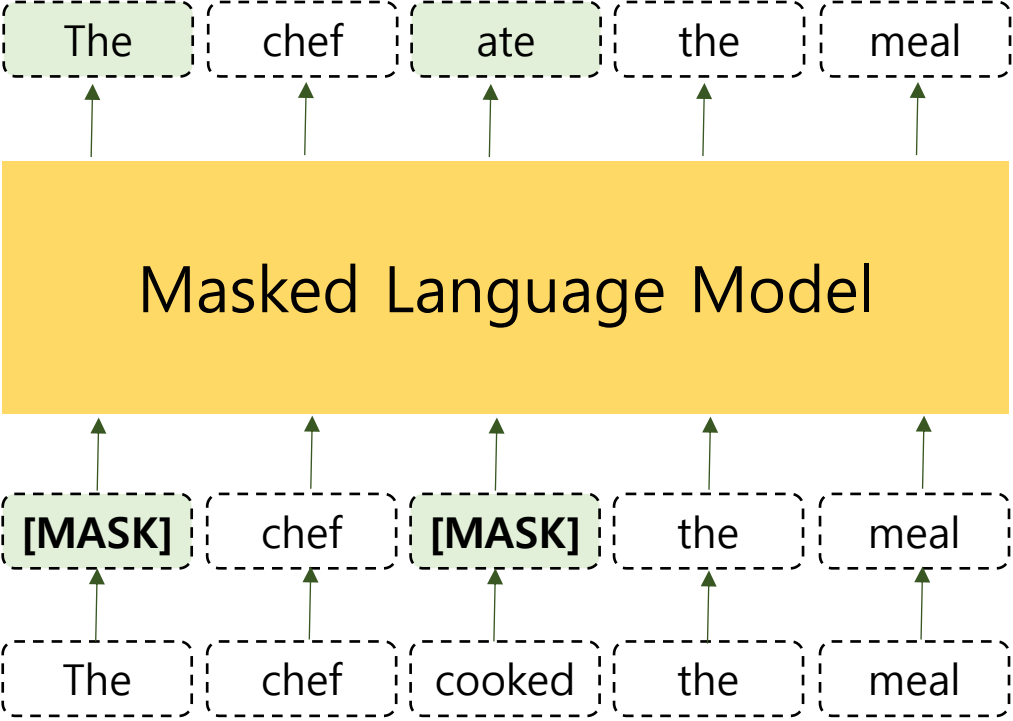 The chef ate the meal
Masked Language Model
[MASK] chef [MASK] the meal
The chef cooked the meal